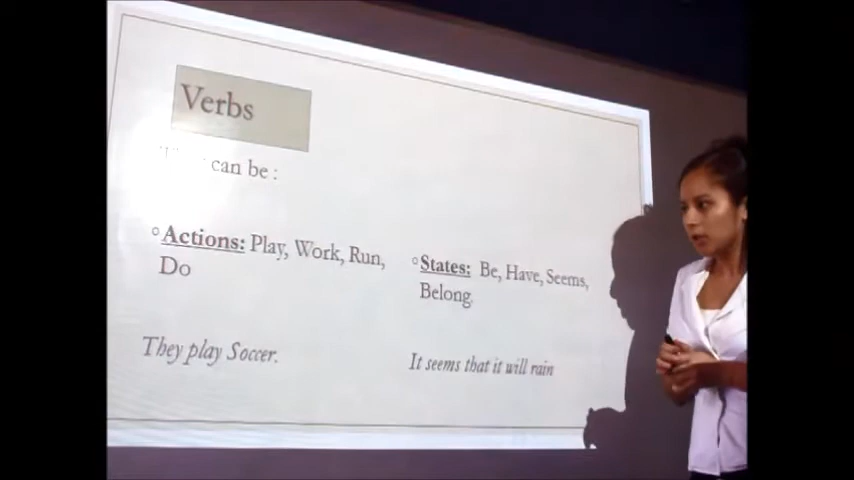 Verbs
can be :
Actions: Play, Work, Run,
Do
States: Be, Have, Seems,
Belong.
They play Soccer.
It seems that it will rain